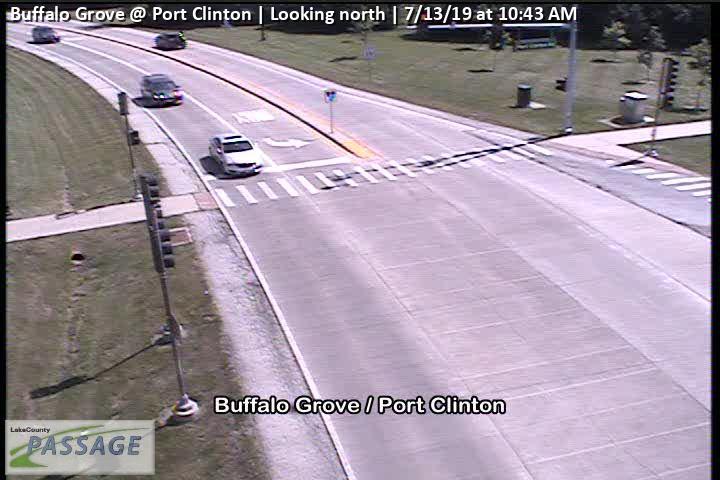 Buffalo Grove @ Port Clinton | Looking north | 7/13/19 at 10:43 AM
Buffalo Grove / Port Clinton
LakeCounty
PASSAGE